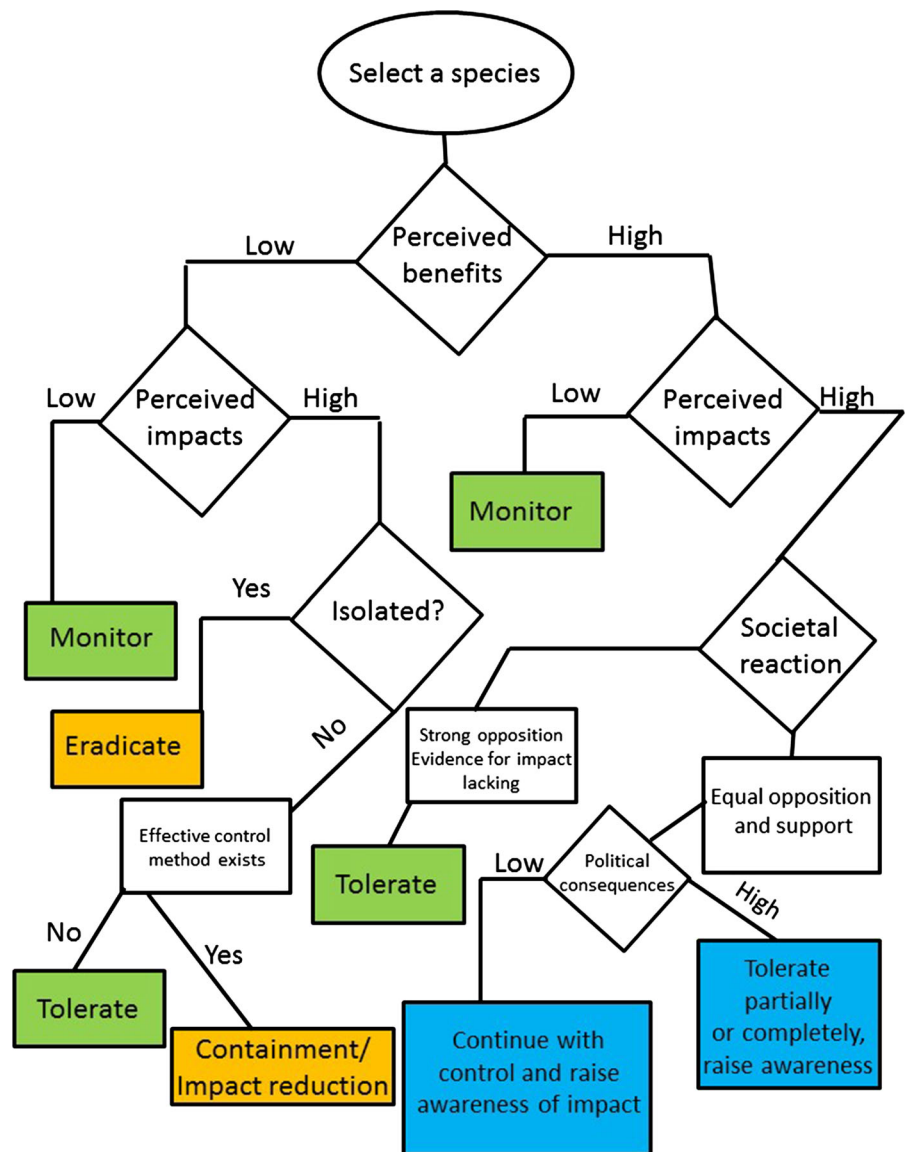 Select a species
Perceived
benefits
Low
High
Perceived
impacts
Low
High
Perceived
impacts
Low
High
Monitor
Monitor
Isolated?
Yes
No
Eradicate
Societal
reaction
Strong opposition
Evidence for impact
lacking
Equal opposition
and support
Effective control
method exists
Tolerate
Political
consequences
Low
High
No
Yes
Tolerate
Containment/
Impact reduction
Continue with
control and raise
awareness of impact
Tolerate
partially
or completely,
raise awareness